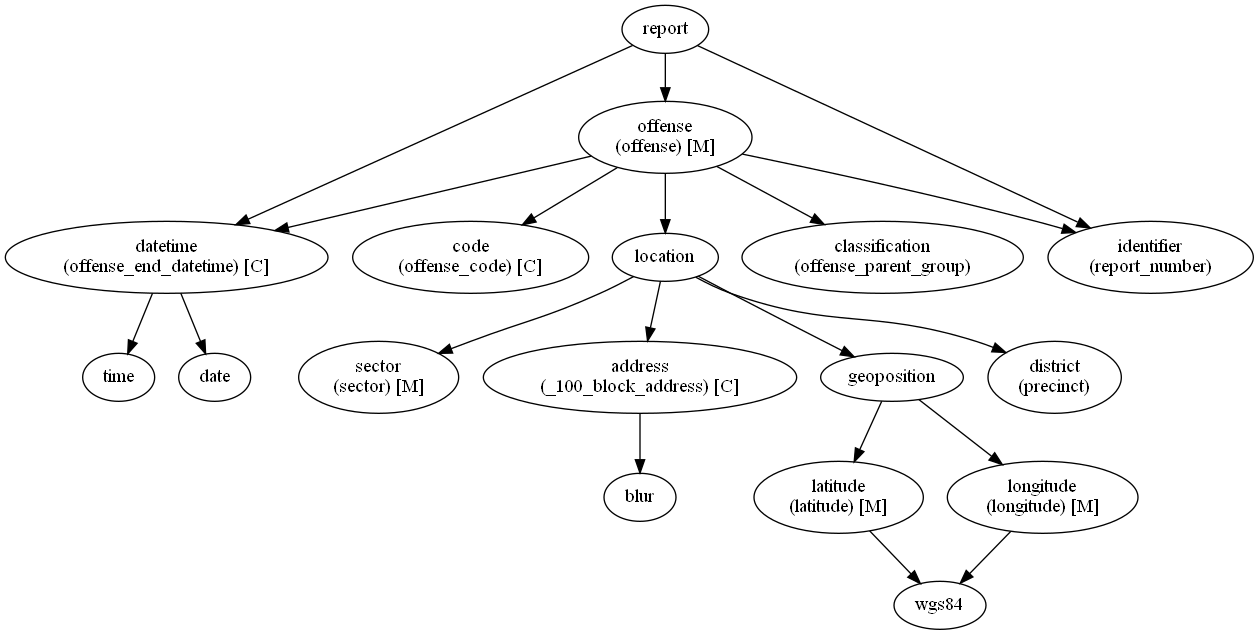 report
offense
(offense) [M]
datetime
(offense_end_datetime) [C]
code
(offense_code) [C]
location
classification
(offense_parent_group)
identifier
(report_number)
time
date
sector
(sector) [M]
address
(_100_block_address) [C]
geoposition
district
(precinct)
blur
latitude
(latitude) [M]
longitude
(longitude) [M]
wgs84